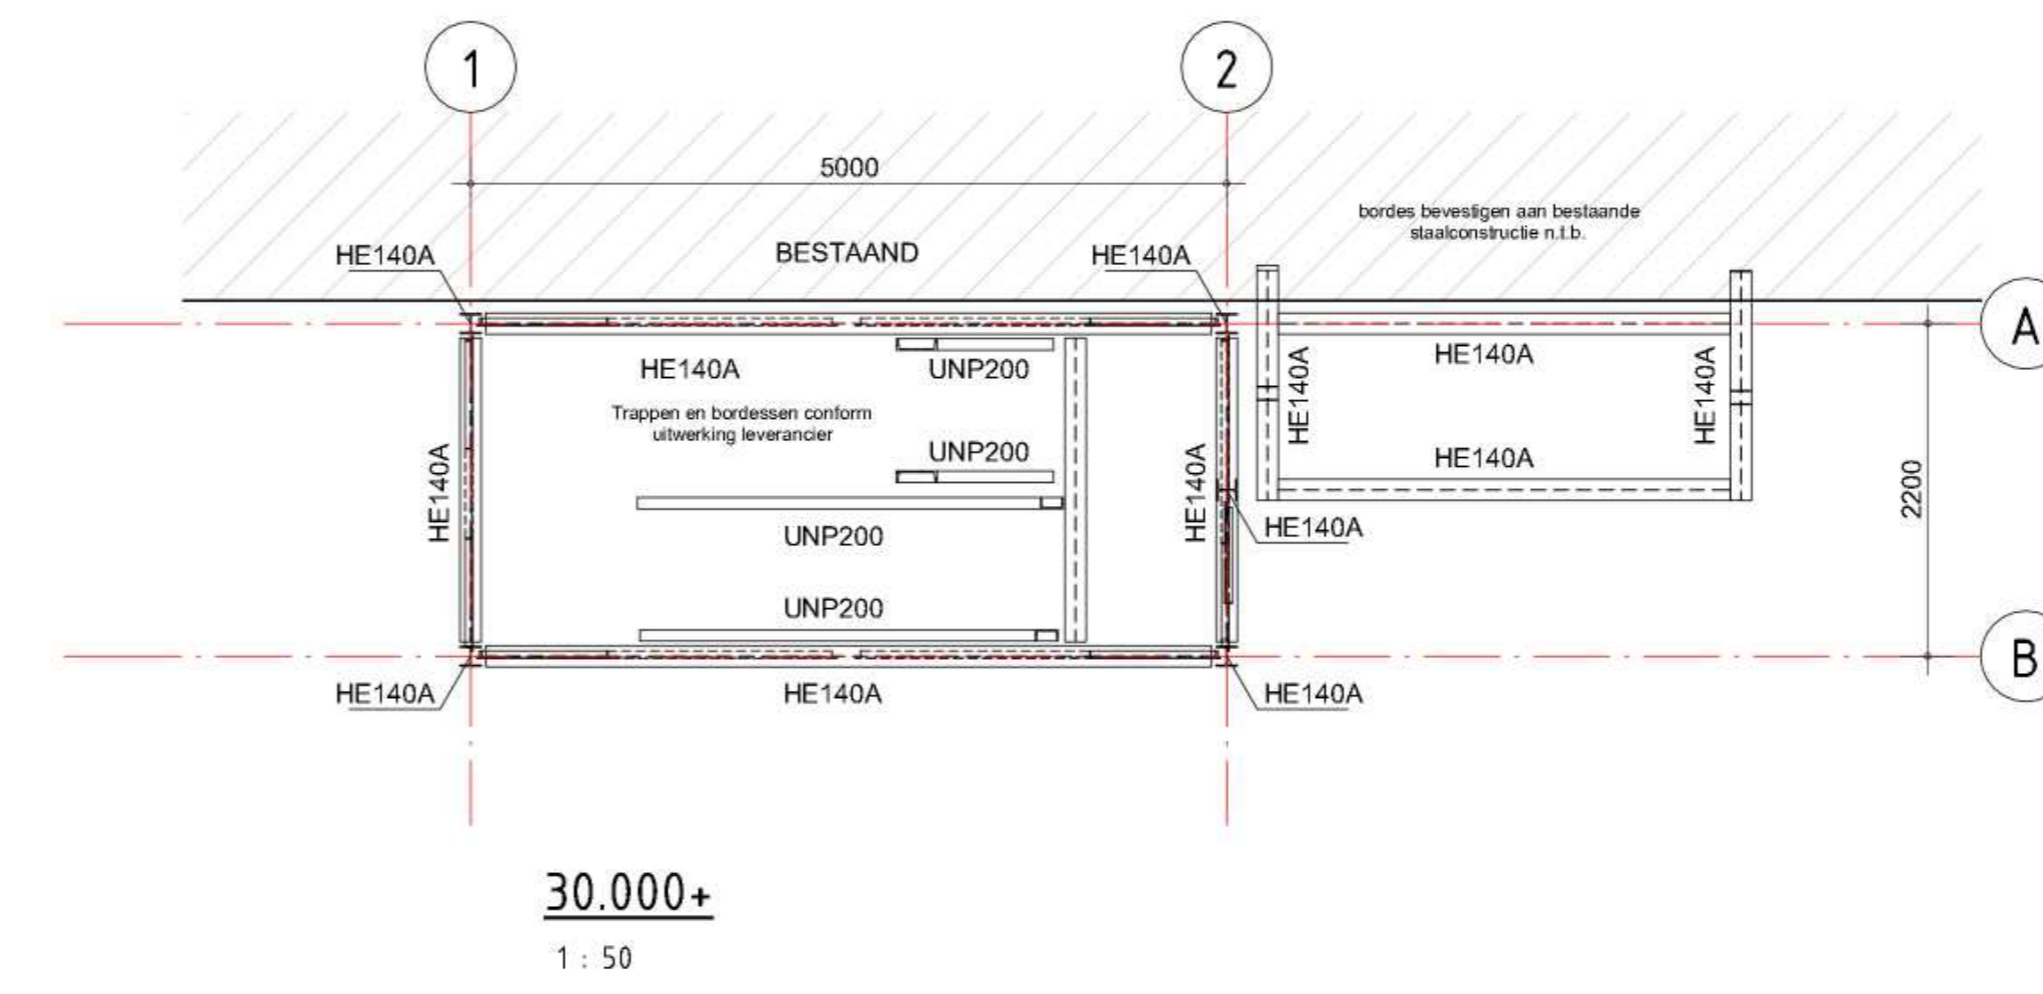 1
2
5000
bordes bevestigen aan bestaande
staalconstructie n.t.b.
HE140A
BESTAAND
HE140A
A
HE140A
UNP200
HE140A
HE140A
HE140A
Trappen en bordessen conform
uitwerking leverancier
UNP200
HE140A
HE140A
HE140A
2200
UNP200
HE140A
UNP200
B
HE140A
HE140A
HE140A
30.000+
1 : 50